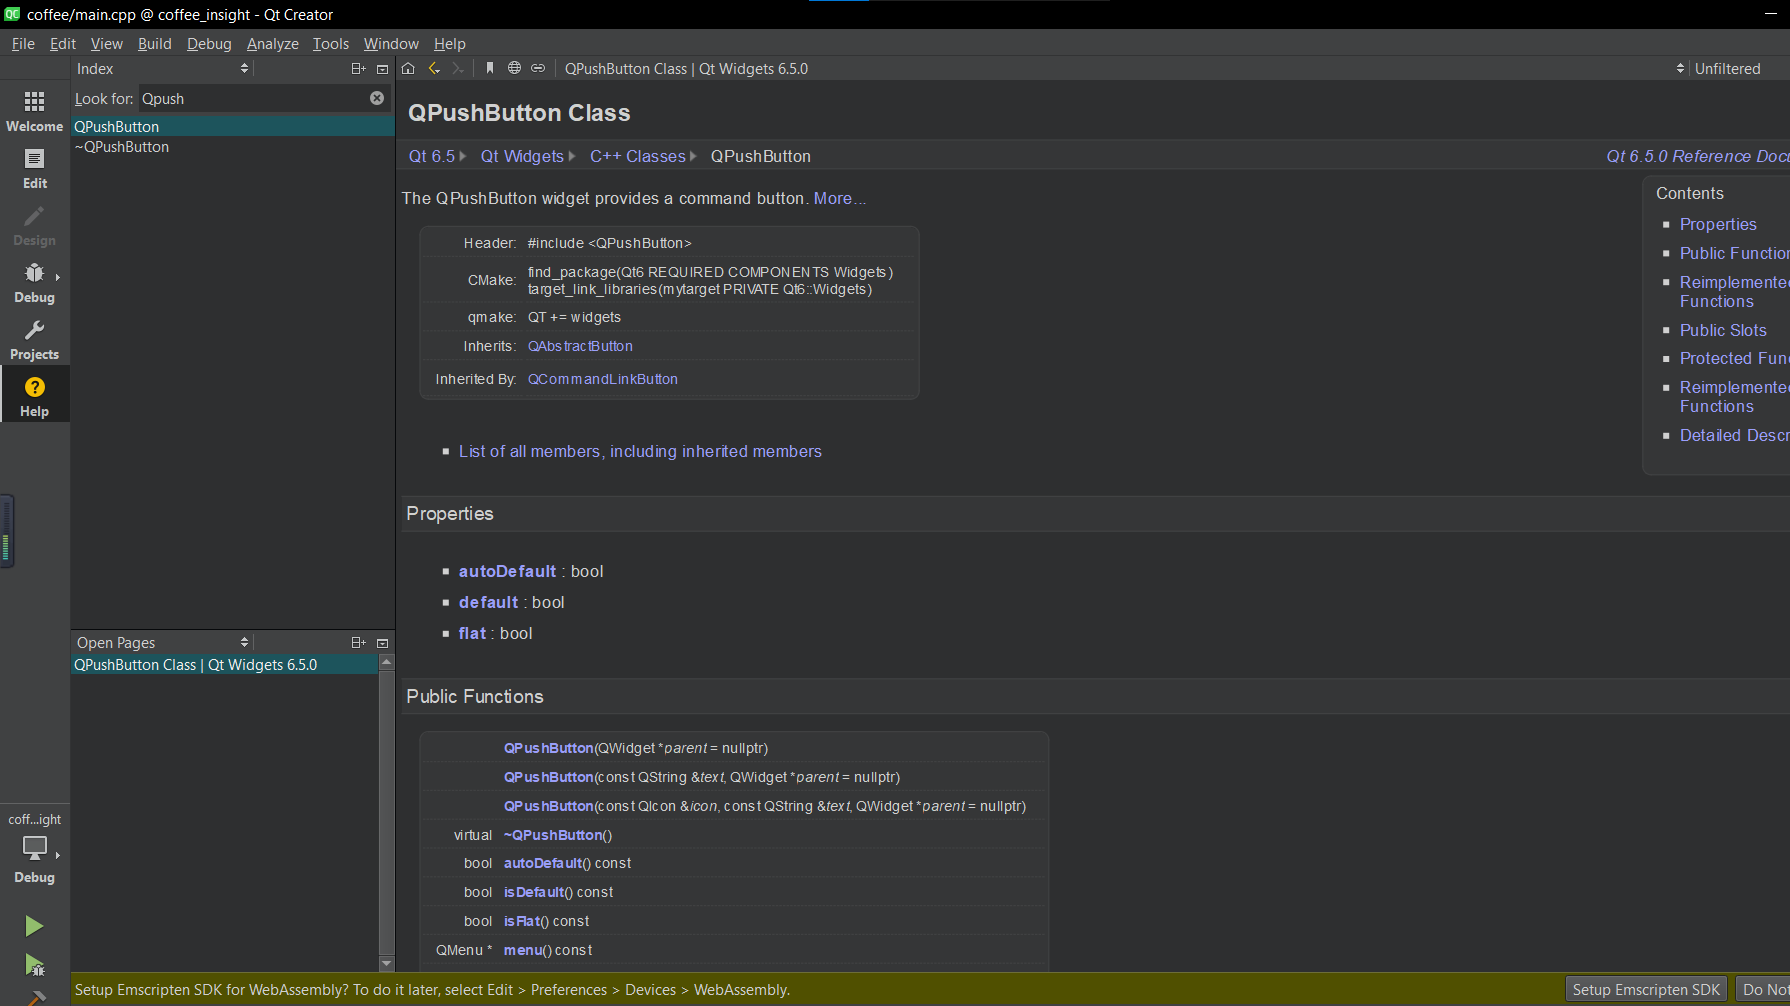 coffee/main.cpp @ coffee_insight - Qt Creator
File Edit View Build Debug Analyze Tools Window Help
Index
QPushButton Class | Qt Widgets 6.5.0
Unfiltered
Look for: Qpush
QPushButton
~QPushButton
Welcome
Edit
Design
Debug
Projects
Help
QPushButton Class
Qt 6.5 Qt Widgets C++ Classes QPushButton
Qt 6.5.0 Reference Docu
The QPushButton widget provides a command button. More...
Header: #include <QPushButton>
CMake: find_package(Qt6 REQUIRED COMPONENTS Widgets)
target_link_libraries(mytarget PRIVATE Qt6::Widgets)
qmake: QT += widgets
Inherits: QAbstractButton
Inherited By: QCommandLinkButton
Contents
Properties
Public Function
Reimplemented
Functions
Public Slots
Protected Func
Reimplemented
Functions
Detailed Descr
List of all members, including inherited members
Properties
autoDefault : bool
default : bool
flat : bool
Open Pages
QPushButton Class | Qt Widgets 6.5.0
Public Functions
QPushButton(QWidget *parent = nullptr)
QPushButton(const QString &text, QWidget *parent = nullptr)
QPushButton(const QIcon &icon, const QString &text, QWidget *parent = nullptr)
virtual ~QPushButton()
bool autoDefault() const
bool isDefault() const
bool isFlat() const
QMenu * menu() const
coff...ight
Debug
Setup Emscripten SDK for WebAssembly? To do it later, select Edit > Preferences > Devices > WebAssembly.
Setup Emscripten SDK
Do Not